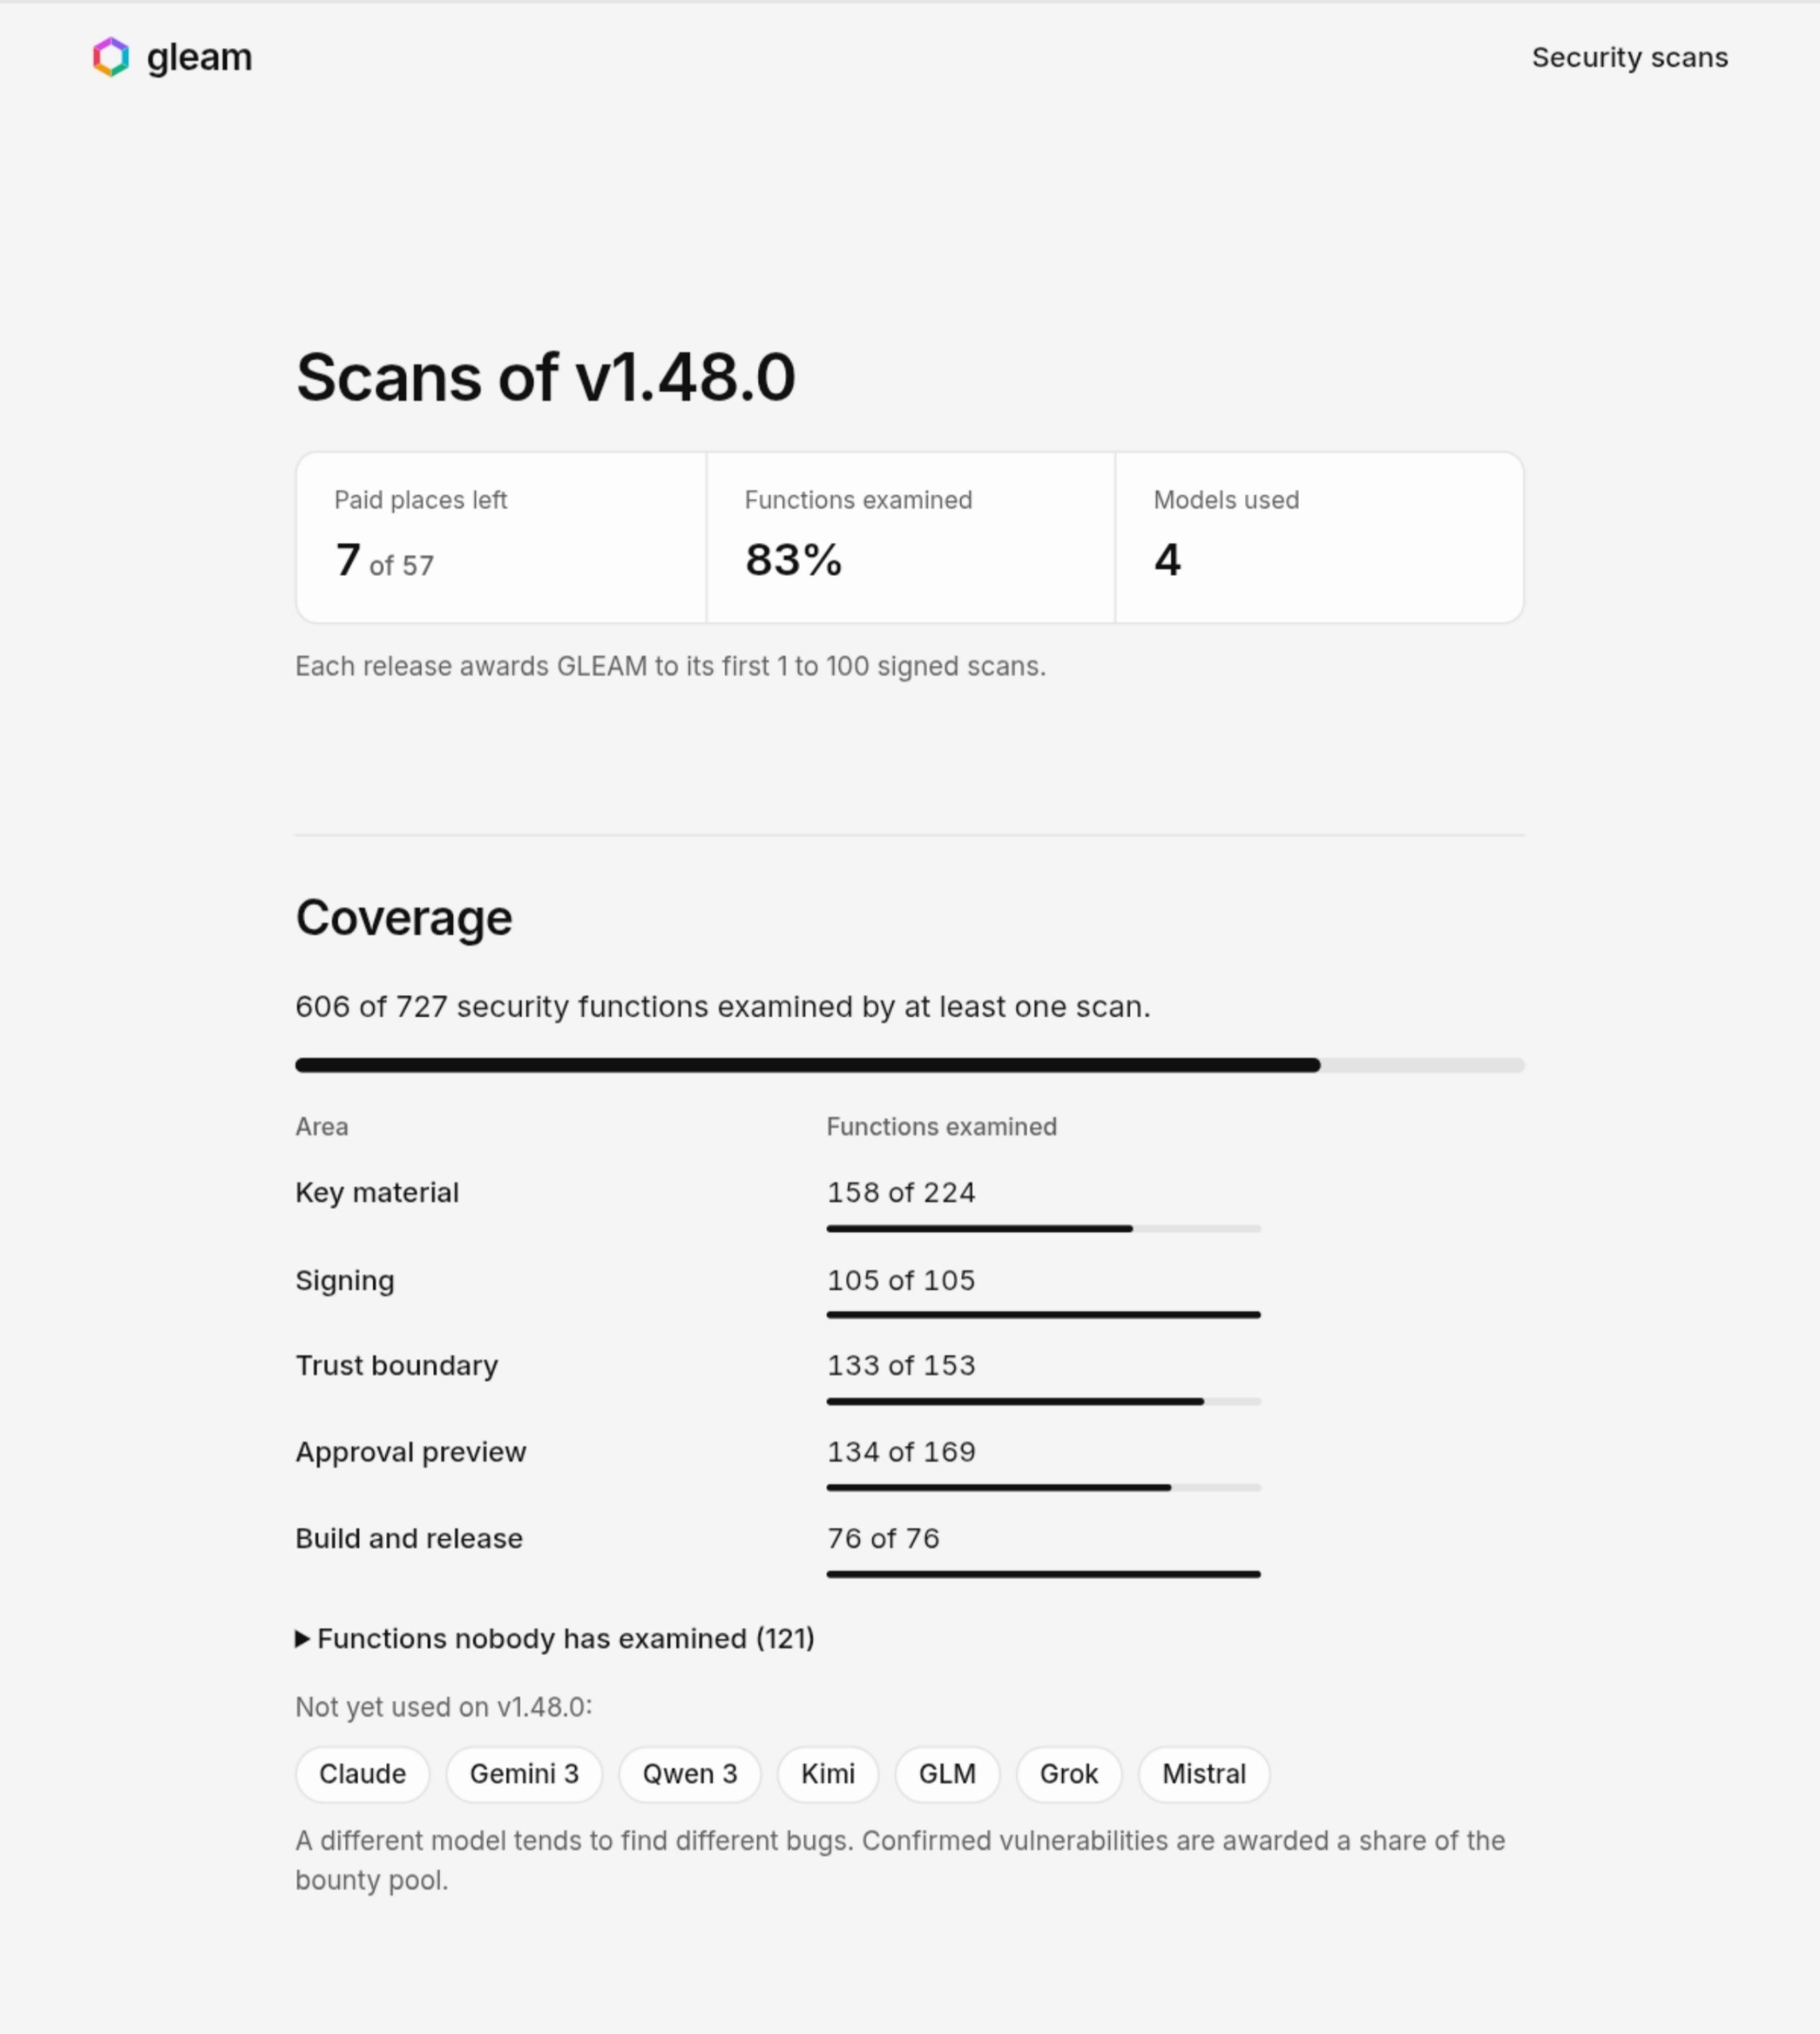 gleam
Security scans
Scans of v1.48.0
Paid places left
7 of 57
Functions examined
83%
Models used
4
Each release awards GLEAM to its first 1 to 100 signed scans.
Coverage
606 of 727 security functions examined by at least one scan.
Area
Functions examined
Key material
158 of 224
Signing
105 of 105
Trust boundary
133 of 153
Approval preview
134 of 169
Build and release
76 of 76
Functions nobody has examined (121)
Not yet used on v1.48.0:
Claude
Gemini 3
Qwen 3
Kimi
GLM
Grok
Mistral
A different model tends to find different bugs. Confirmed vulnerabilities are awarded a share of the
bounty pool.